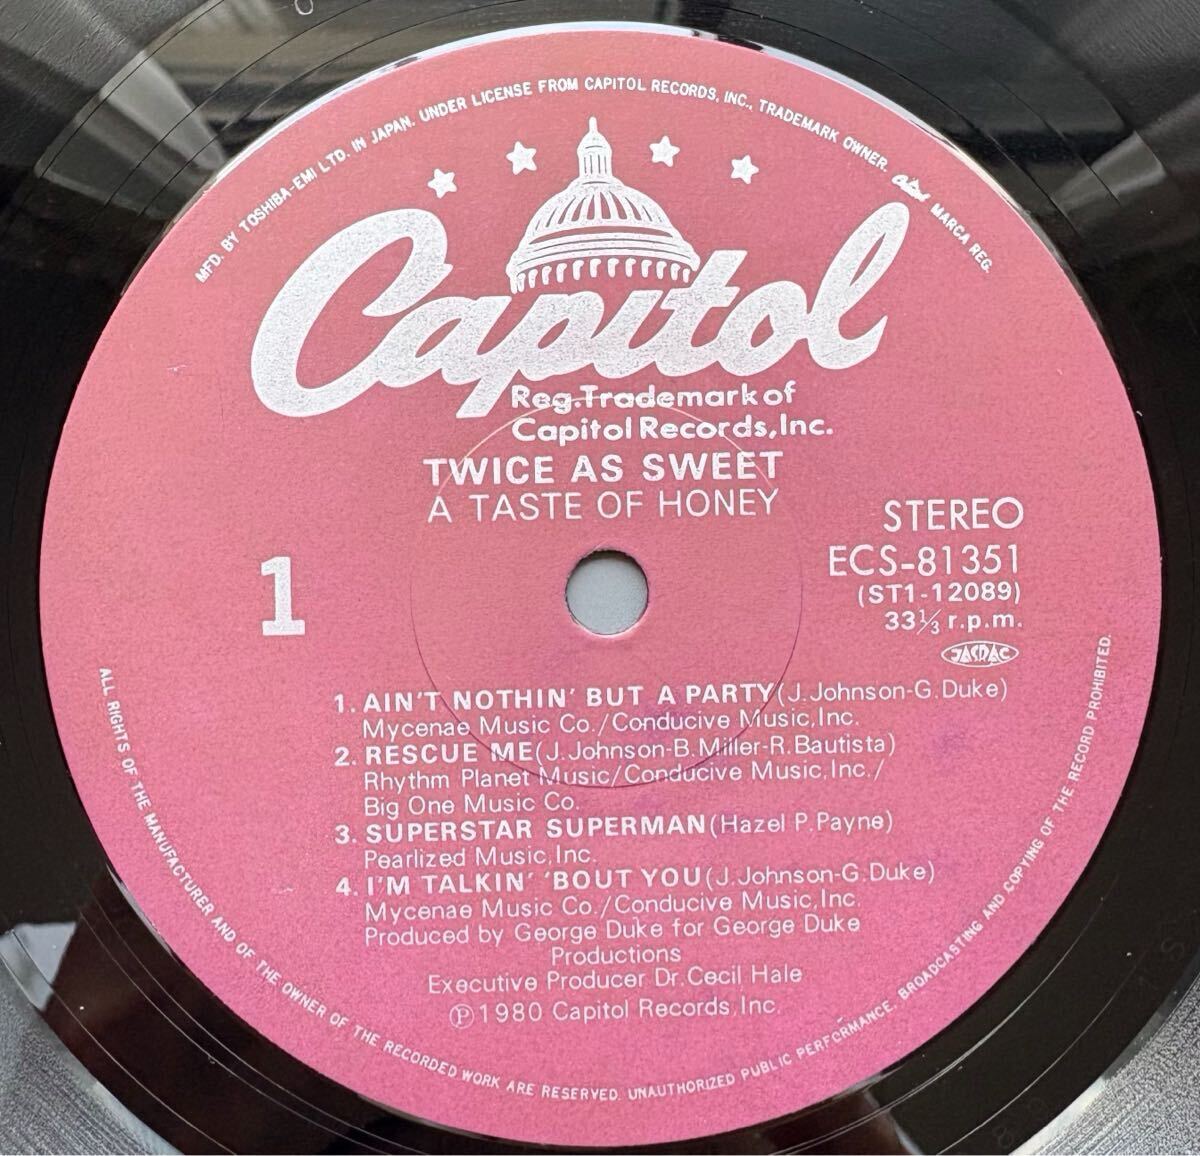 MFD. BY TOSHIBA-EMI LTD. IN JAPAN. UNDER LICENSE FROM CAPITOL RECORDS, INC., TRADEMARK OWNER. Capitol MARCA REG.
Capitol
Reg.Trademark of
Capitol Records,Inc.
TWICE AS SWEET
A TASTE OF HONEY
STEREO
1
ECS-81351
(ST1-12089)
33⅓ r.p.m.
JASRAC
1. AIN'T NOTHIN' BUT A PARTY(J.Johnson-G.Duke)
Mycenae Music Co./Conducive Music,Inc.
2. RESCUE ME(J.Johnson-B.Miller-R.Bautista)
Rhythm Planet Music/Conducive Music,Inc./
Big One Music Co.
3. SUPERSTAR SUPERMAN(Hazel P.Payne)
Pearlized Music,Inc.
4. I'M TALKIN' 'BOUT YOU(J.Johnson-G.Duke)
Mycenae Music Co./Conducive Music,Inc.
Produced by George Duke for George Duke
Productions
Executive Producer Dr.Cecil Hale
Ⓟ1980 Capitol Records,Inc.
ALL RIGHTS OF THE MANUFACTURER AND OF THE OWNER OF THE RECORDED WORK ARE RESERVED. UNAUTHORIZED PUBLIC PERFORMANCE, BROADCASTING AND COPYING OF THE RECORD PROHIBITED.